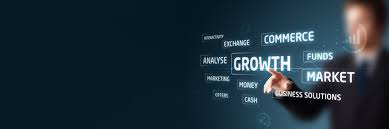 INTERACTIVITY
EXCHANGE
COMMERCE
ANALYSE
GROWTH
FUNDS
MARKETING
MONEY
MARKET
OFFERS
CASH
BUSINESS SOLUTIONS